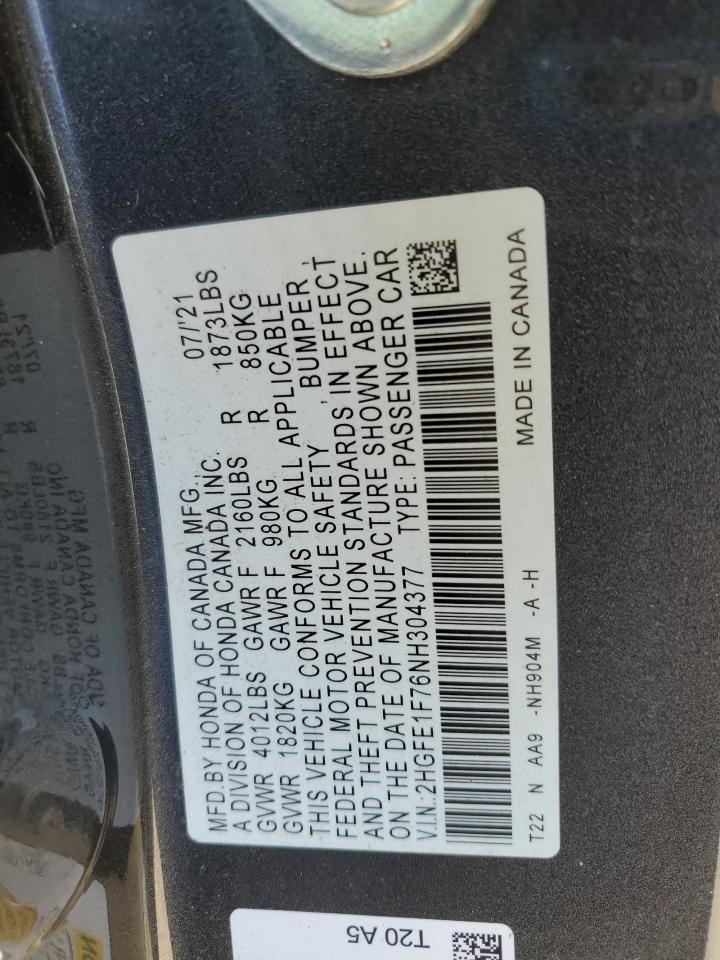 MFD.BY HONDA OF CANADA MFG., 07/'21
A DIVISION OF HONDA CANADA INC.
GVWR 4012LBS GAWR F 2160LBS R 1873LBS
GVWR 1820KG GAWR F 980KG R 850KG
THIS VEHICLE CONFORMS TO ALL APPLICABLE
FEDERAL MOTOR VEHICLE SAFETY , BUMPER ,
AND THEFT PREVENTION STANDARDS IN EFFECT
ON THE DATE OF MANUFACTURE SHOWN ABOVE.
V.I.N.:2HGFE1F76NH304377 TYPE: PASSENGER CAR
T22 N AA9 -NH904M -A -H MADE IN CANADA
T20 A5